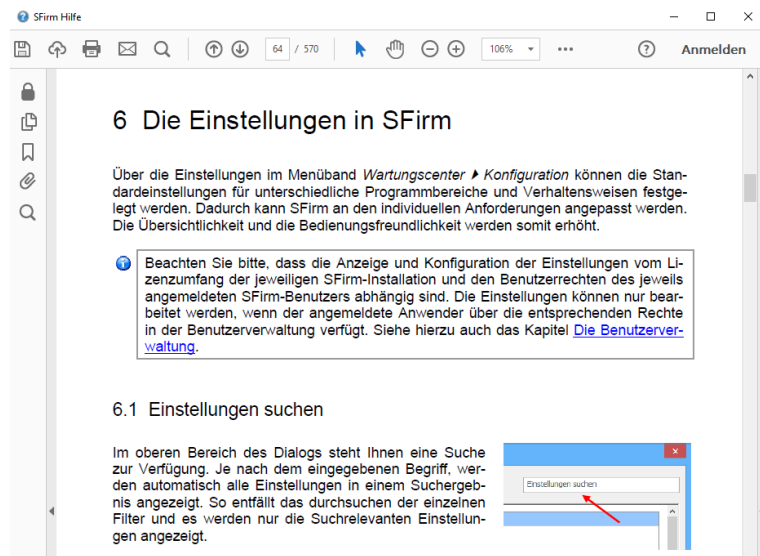 SFirm Hilfe
64 / 570
106%
Anmelden
6 Die Einstellungen in SFirm
Über die Einstellungen im Menüband Wartungscenter Konfiguration können die Stan-
dardeinstellungen für unterschiedliche Programmbereiche und Verhaltensweisen festge-
legt werden. Dadurch kann SFirm an den individuellen Anforderungen angepasst werden.
Die Übersichtlichkeit und die Bedienungsfreundlichkeit werden somit erhöht.
Beachten Sie bitte, dass die Anzeige und Konfiguration der Einstellungen vom Li-
zenzumfang der jeweiligen SFirm-Installation und den Benutzerrechten des jeweils
angemeldeten SFirm-Benutzers abhängig sind. Die Einstellungen können nur bear-
beitet werden, wenn der angemeldete Anwender über die entsprechenden Rechte
in der Benutzerverwaltung verfügt. Siehe hierzu auch das Kapitel Die Benutzerver-
waltung.
6.1 Einstellungen suchen
Im oberen Bereich des Dialogs steht Ihnen eine Suche
zur Verfügung. Je nach dem eingegebenen Begriff, wer-
den automatisch alle Einstellungen in einem Suchergeb-
nis angezeigt. So entfällt das durchsuchen der einzelnen
Filter und es werden nur die Suchrelevanten Einstellun-
gen angezeigt.
Einstellungen suchen